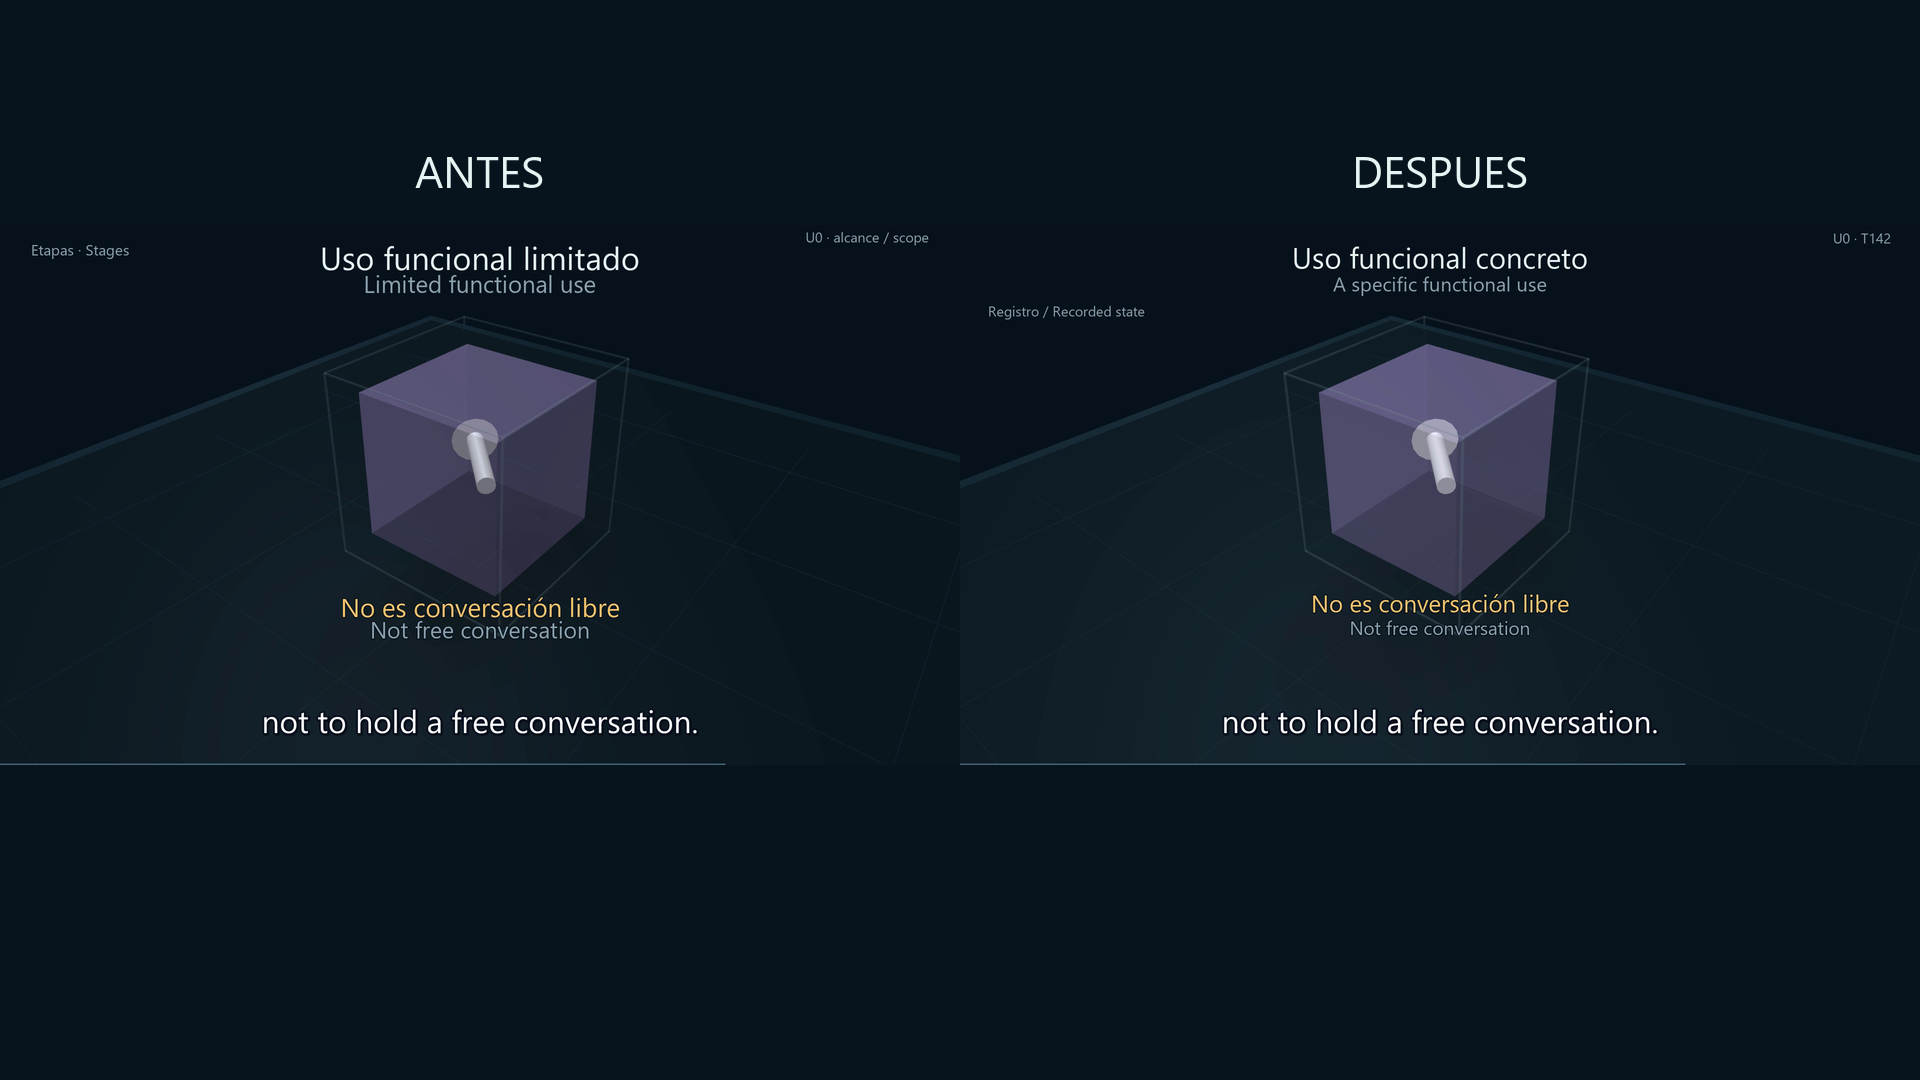 ANTES
Etapas · Stages
U0 · alcance / scope
Uso funcional limitado
Limited functional use
No es conversación libre
Not free conversation
not to hold a free conversation.
DESPUES
U0 · T142
Uso funcional concreto
A specific functional use
Registro / Recorded state
No es conversación libre
Not free conversation
not to hold a free conversation.